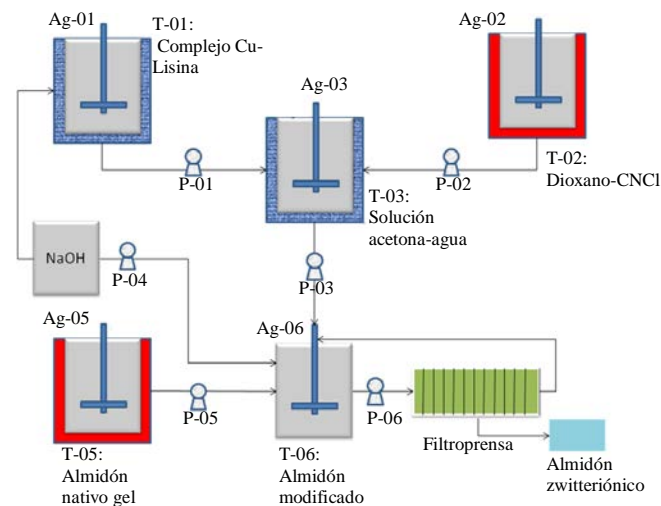 Ag-01
T-01:
Complejo Cu-
Lisina
Ag-02
Ag-03
P-01
P-02
T-02:
Dioxano-CNCl
T-03:
Solución
acetona-agua
NaOH
P-04
P-03
Ag-05
Ag-06
P-05
P-06
T-05:
Almidón
nativo gel
T-06:
Almidón
modificado
Filtroprensa
Almidón
zwitteriónico